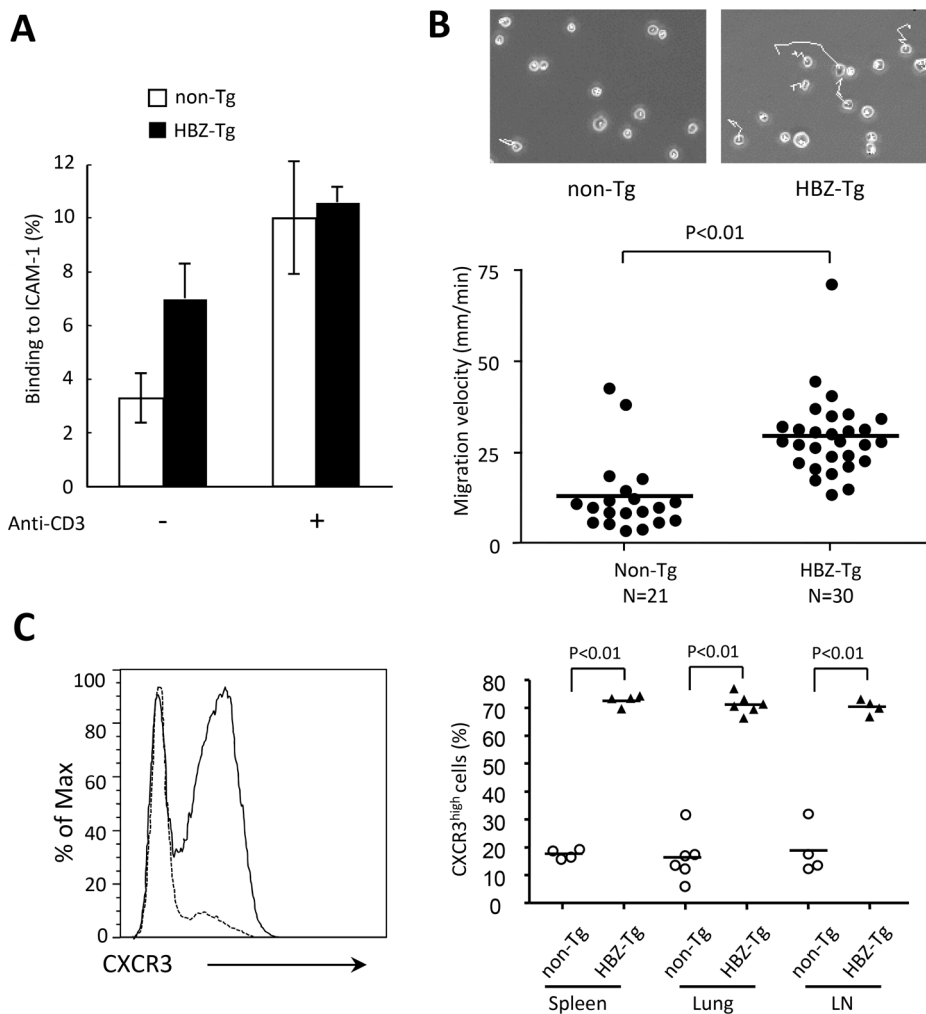 A
non-Tg
HBZ-Tg
Binding to ICAM-1 (%)
12
10
8
6
4
2
0
Anti-CD3
-
+
B
non-Tg
HBZ-Tg
P<0.01
Migration velocity (mm/min)
75
50
25
0
Non-Tg
HBZ-Tg
N=21
N=30
C
% of Max
100
80
60
40
20
0
CXCR3
P<0.01
P<0.01
P<0.01
CXCR3high cells (%)
80
70
60
50
40
30
20
10
0
non-Tg
HBZ-Tg
non-Tg
HBZ-Tg
non-Tg
HBZ-Tg
Spleen
Lung
LN